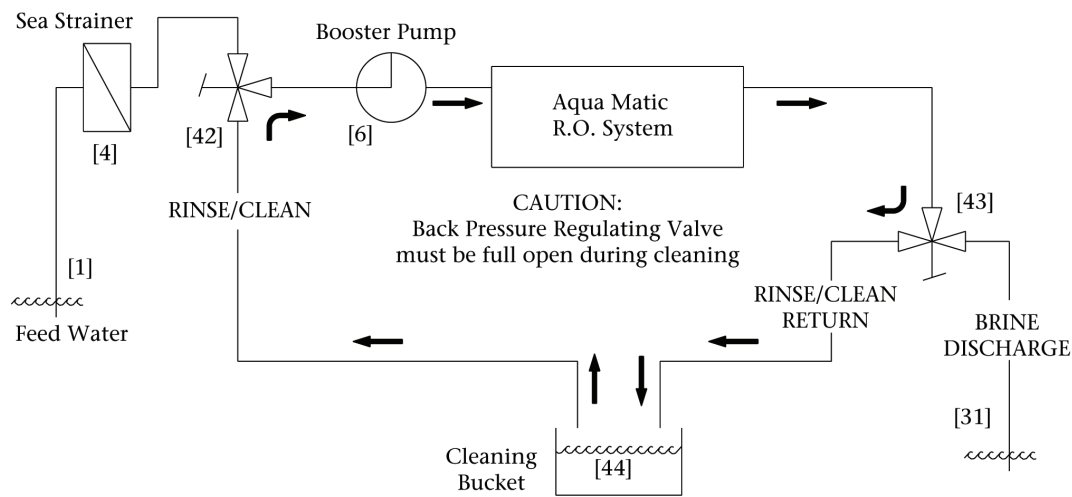 Sea Strainer
[4]
[1]
Feed Water
[42]
RINSE/CLEAN
Booster Pump
[6]
Aqua Matic
R.O. System
CAUTION:
Back Pressure Regulating Valve
must be full open during cleaning
[43]
RINSE/CLEAN
RETURN
BRINE
DISCHARGE
[31]
Cleaning
Bucket
[44]